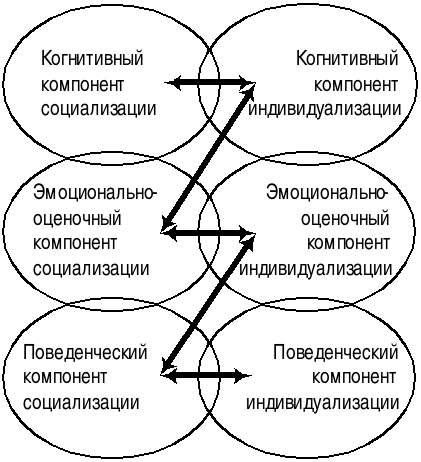 Когнитивный
компонент
социализации
Когнитивный
компонент
индивидуализации
Эмоционально-
оценочный
компонент
социализации
Эмоционально-
оценочный
компонент
индивидуализации
Поведенческий
компонент
социализации
Поведенческий
компонент
индивидуализации